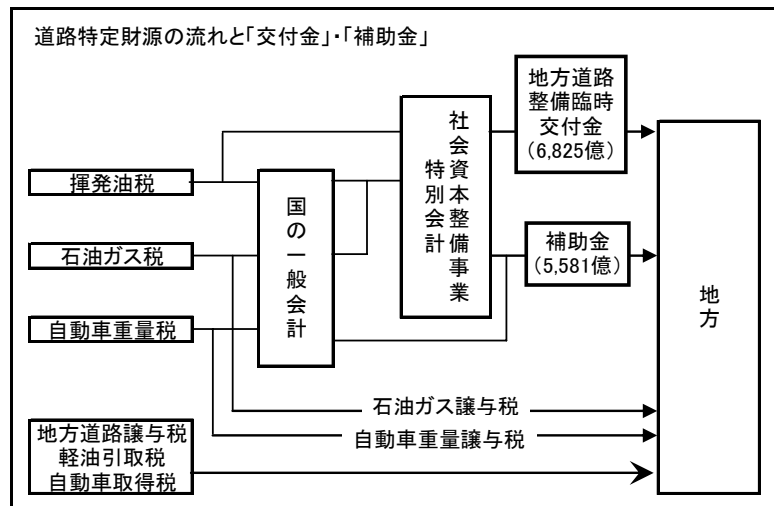 道路特定財源の流れと「交付金」・「補助金」
地方道路
整備臨時
交付金
(6,825億)
社会資本整備事業
特別会計
揮発油税
国の一般会計
石油ガス税
補助金
(5,581億)
地方
自動車重量税
石油ガス譲与税
自動車重量譲与税
地方道路譲与税
軽油引取税
自動車取得税